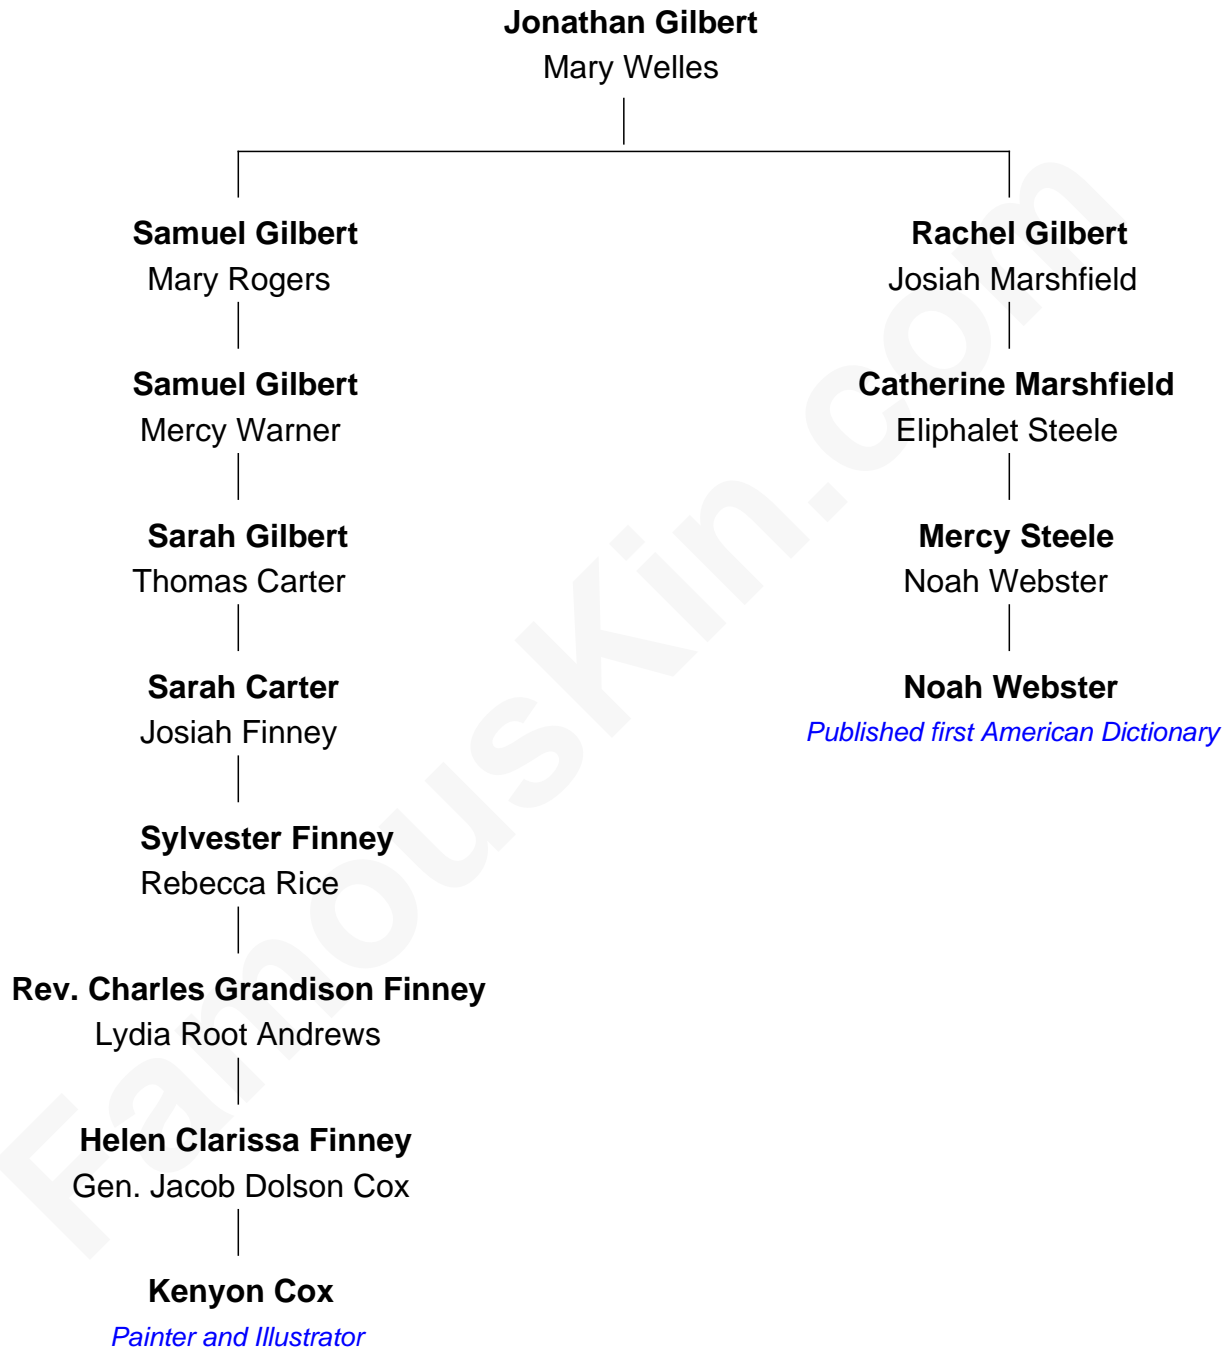 Jonathan Gilbert
Mary Welles
Samuel Gilbert
Mary Rogers
Samuel Gilbert
Mercy Warner
Sarah Gilbert
Thomas Carter
Sarah Carter
Josiah Finney
Sylvester Finney
Rebecca Rice
Rev. Charles Grandison Finney
Lydia Root Andrews
Helen Clarissa Finney
Gen. Jacob Dolson Cox
Kenyon Cox
Painter and Illustrator
Rachel Gilbert
Josiah Marshfield
Catherine Marshfield
Eliphalet Steele
Mercy Steele
Noah Webster
Noah Webster
Published first American Dictionary
FamousKin.com